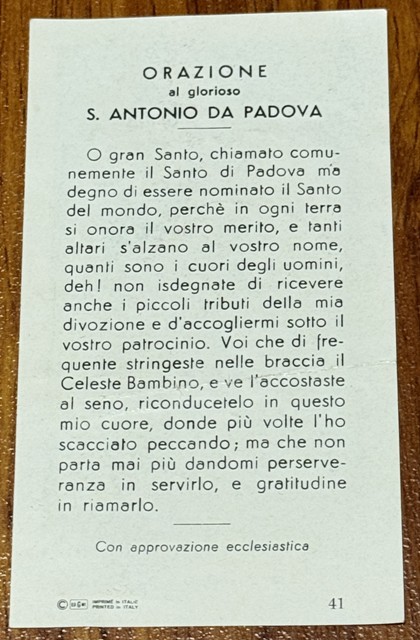 ORAZIONE
al glorioso
S. ANTONIO DA PADOVA
O gran Santo, chiamato comu-
nemente il Santo di Padova ma
degno di essere nominato il Santo
del mondo, perchè in ogni terra
si onora il vostro merito, e tanti
altari s'alzano al vostro nome,
quanti sono i cuori degli uomini,
deh! non isdegnate di ricevere
anche i piccoli tributi della mia
divozione e d'accogliermi sotto il
vostro patrocinio. Voi che di fre-
quente stringeste nelle braccia il
Celeste Bambino, e ve l'accostaste
al seno, riconducetelo in questo
mio cuore, donde più volte l'ho
scacciato peccando; ma che non
parta mai più dandomi perserve-
ranza in servirlo, e gratitudine
in riamarlo.
Con approvazione ecclesiastica
© IMPRIMÉ in ITALIE
PRINTED in ITALY
41